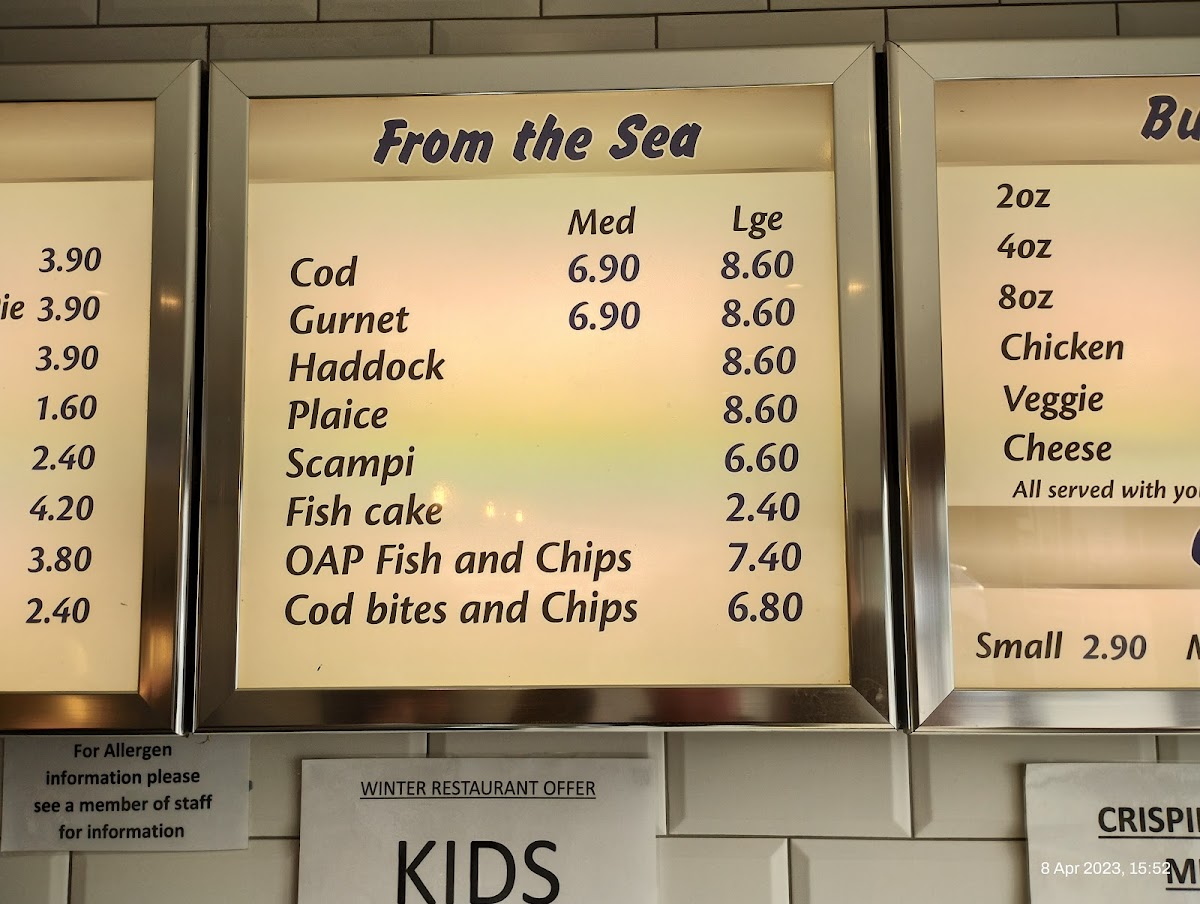 3.90
3.90
3.90
1.60
2.40
4.20
3.80
2.40
From the Sea
Med Lge
Cod 6.90 8.60
Gurnet 6.90 8.60
Haddock 8.60
Plaice 8.60
Scampi 6.60
Fish cake 2.40
OAP Fish and Chips 7.40
Cod bites and Chips 6.80
2oz
4oz
8oz
Chicken
Veggie
Cheese
All served with
Small 2.90
For Allergen
information please
see a member of staff
for information
WINTER RESTAURANT OFFER
KIDS
8 Apr 2023, 15:52